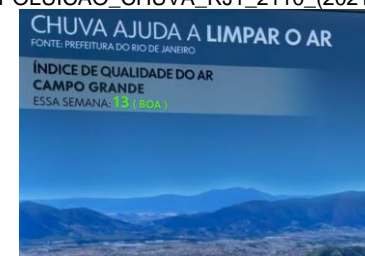 CHUVA AJUDA A LIMPAR O AR
FONTE: PREFEITURA DO RIO DE JANEIRO
ÍNDICE DE QUALIDADE DO AR
CAMPO GRANDE
ESSA SEMANA: 13 (BOA)